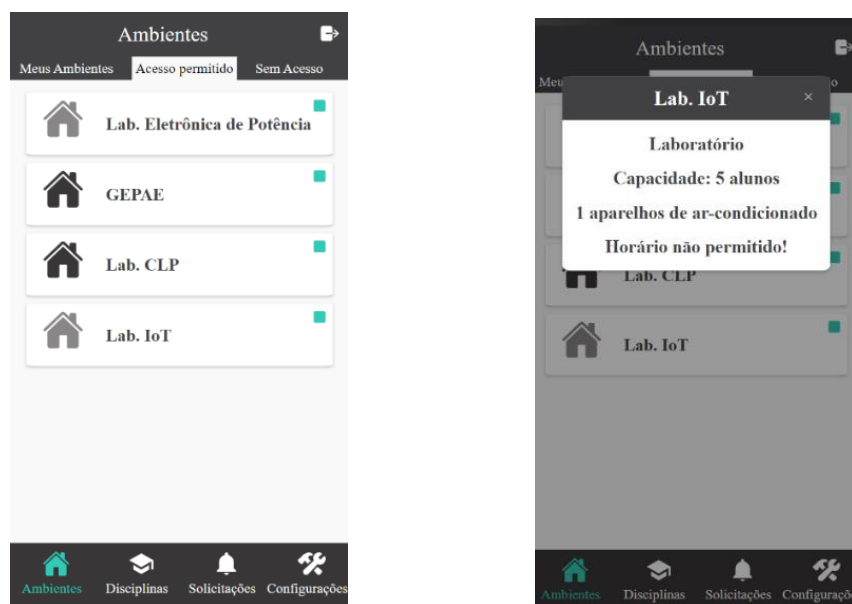 Ambientes
Meus Ambientes Acesso permitido Sem Acesso
Lab. Eletrônica de Potência
GEPAE
Lab. CLP
Lab. IoT
Ambientes Disciplinas Solicitações Configurações
Ambientes
Meu o
Lab. IoT ×
Laboratório
Capacidade: 5 alunos
1 aparelhos de ar-condicionado
Horário não permitido!
Lab. CLP
Lab. IoT
Ambientes Disciplinas Solicitações Configuraçõ